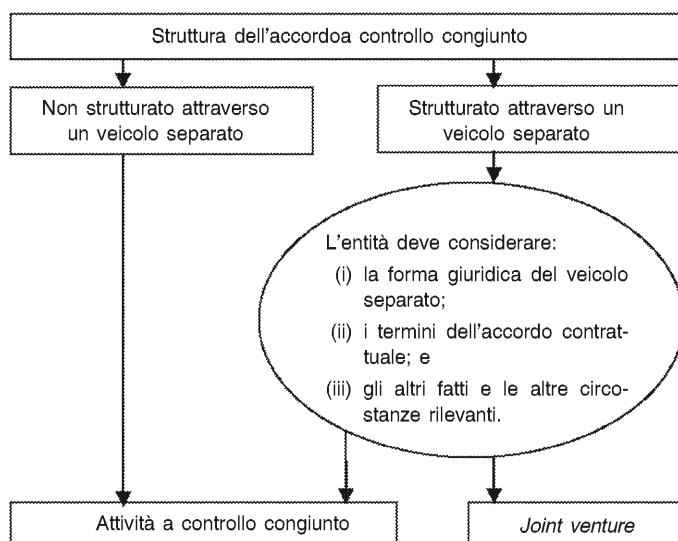 Struttura dell'accordoa controllo congiunto
Non strutturato attraverso
un veicolo separato
Strutturato attraverso un
veicolo separato
L'entità deve considerare:
(i) la forma giuridica del veicolo
separato;
(ii) i termini dell'accordo contrat-
tuale; e
(iii) gli altri fatti e le altre circo-
stanze rilevanti.
Attività a controllo congiunto
Joint venture